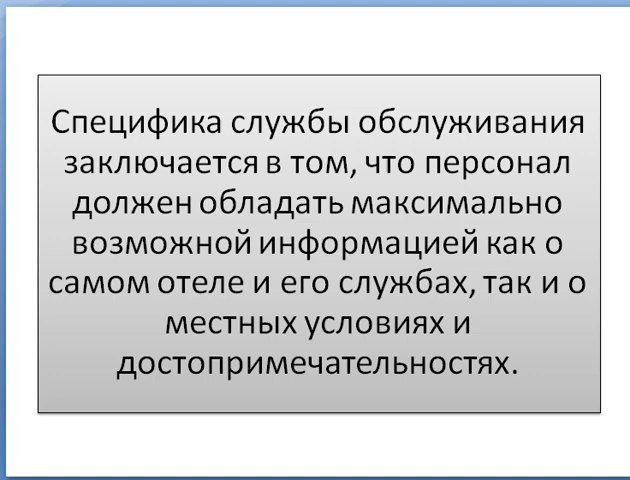 Специфика службы обслуживания
заключается в том, что персонал
должен обладать максимально
возможной информацией как о
самом отеле и его службах, так и о
местных условиях и
достопримечательностях.